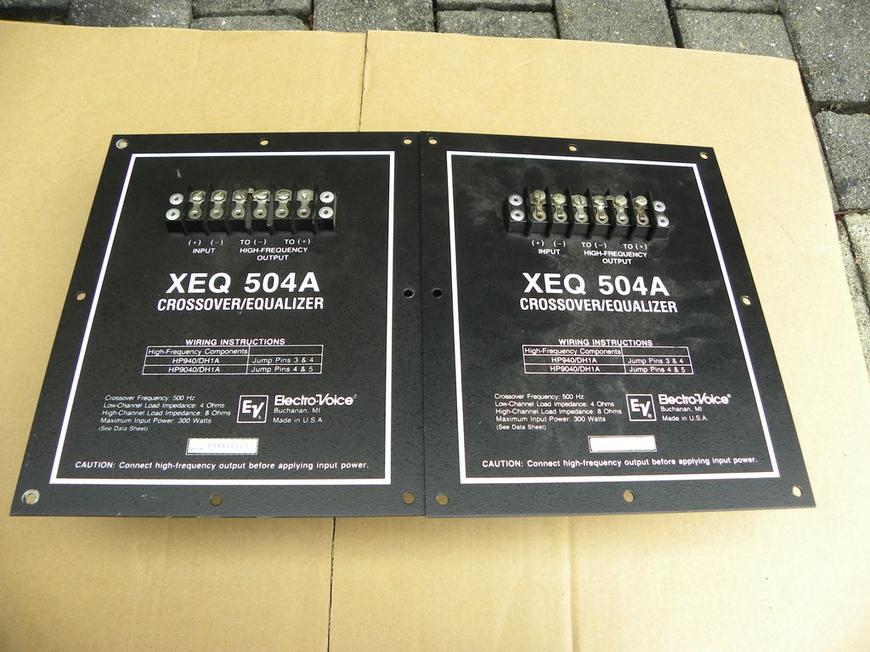 (+) (-) TO (-) TO (+)
INPUT HIGH-FREQUENCY
OUTPUT
XEQ 504A
CROSSOVER/EQUALIZER
WIRING INSTRUCTIONS
High-Frequency Components
HP940/DH1A Jump Pins 3 & 4
HP9040/DH1A Jump Pins 4 & 5
Crossover Frequency: 500 Hz
Low-Channel Load Impedance: 4 Ohms
High-Channel Load Impedance: 8 Ohms
Maximum Input Power: 300 Watts
(See Data Sheet)
EV
Electro-Voice®
Buchanan, MI
Made in U.S.A.
CAUTION: Connect high-frequency output before applying input power.
(+) (-) TO (-) TO (+)
INPUT HIGH-FREQUENCY
OUTPUT
XEQ 504A
CROSSOVER/EQUALIZER
WIRING INSTRUCTIONS
High-Frequency Components
HP940/DH1A Jump Pins 3 & 4
HP9040/DH1A Jump Pins 4 & 5
Crossover Frequency: 500 Hz
Low-Channel Load Impedance: 4 Ohms
High-Channel Load Impedance: 8 Ohms
Maximum Input Power: 300 Watts
(See Data Sheet)
EV
Electro-Voice®
Buchanan, MI
Made in U.S.A.
CAUTION: Connect high-frequency output before applying input power.